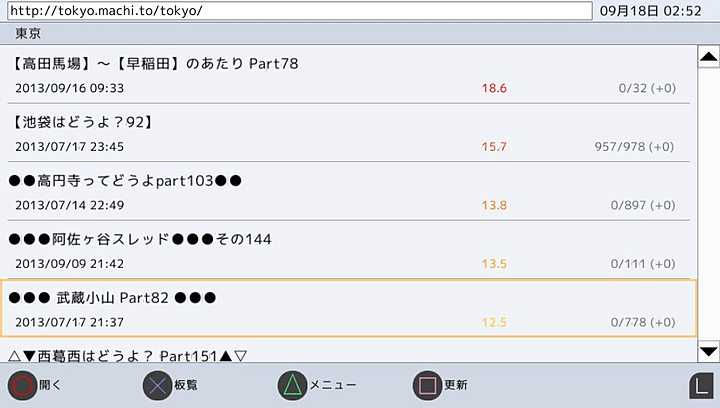 http://tokyo.machi.to/tokyo/ 09月18日 02:52
東京
【高田馬場】〜【早稲田】のあたり Part78
2013/09/16 09:33 18.6 0/32 (+0)
【池袋はどうよ？92】
2013/07/17 23:45 15.7 957/978 (+0)
●●高円寺ってどうよpart103●●
2013/07/14 22:49 13.8 0/897 (+0)
●●●阿佐ヶ谷スレッド●●●その144
2013/09/09 21:42 13.5 0/111 (+0)
●●● 武蔵小山 Part82 ●●●
2013/07/17 21:37 12.5 0/778 (+0)
△▼西葛西はどうよ？ Part151▲▽
開く 板覧 メニュー 更新 L